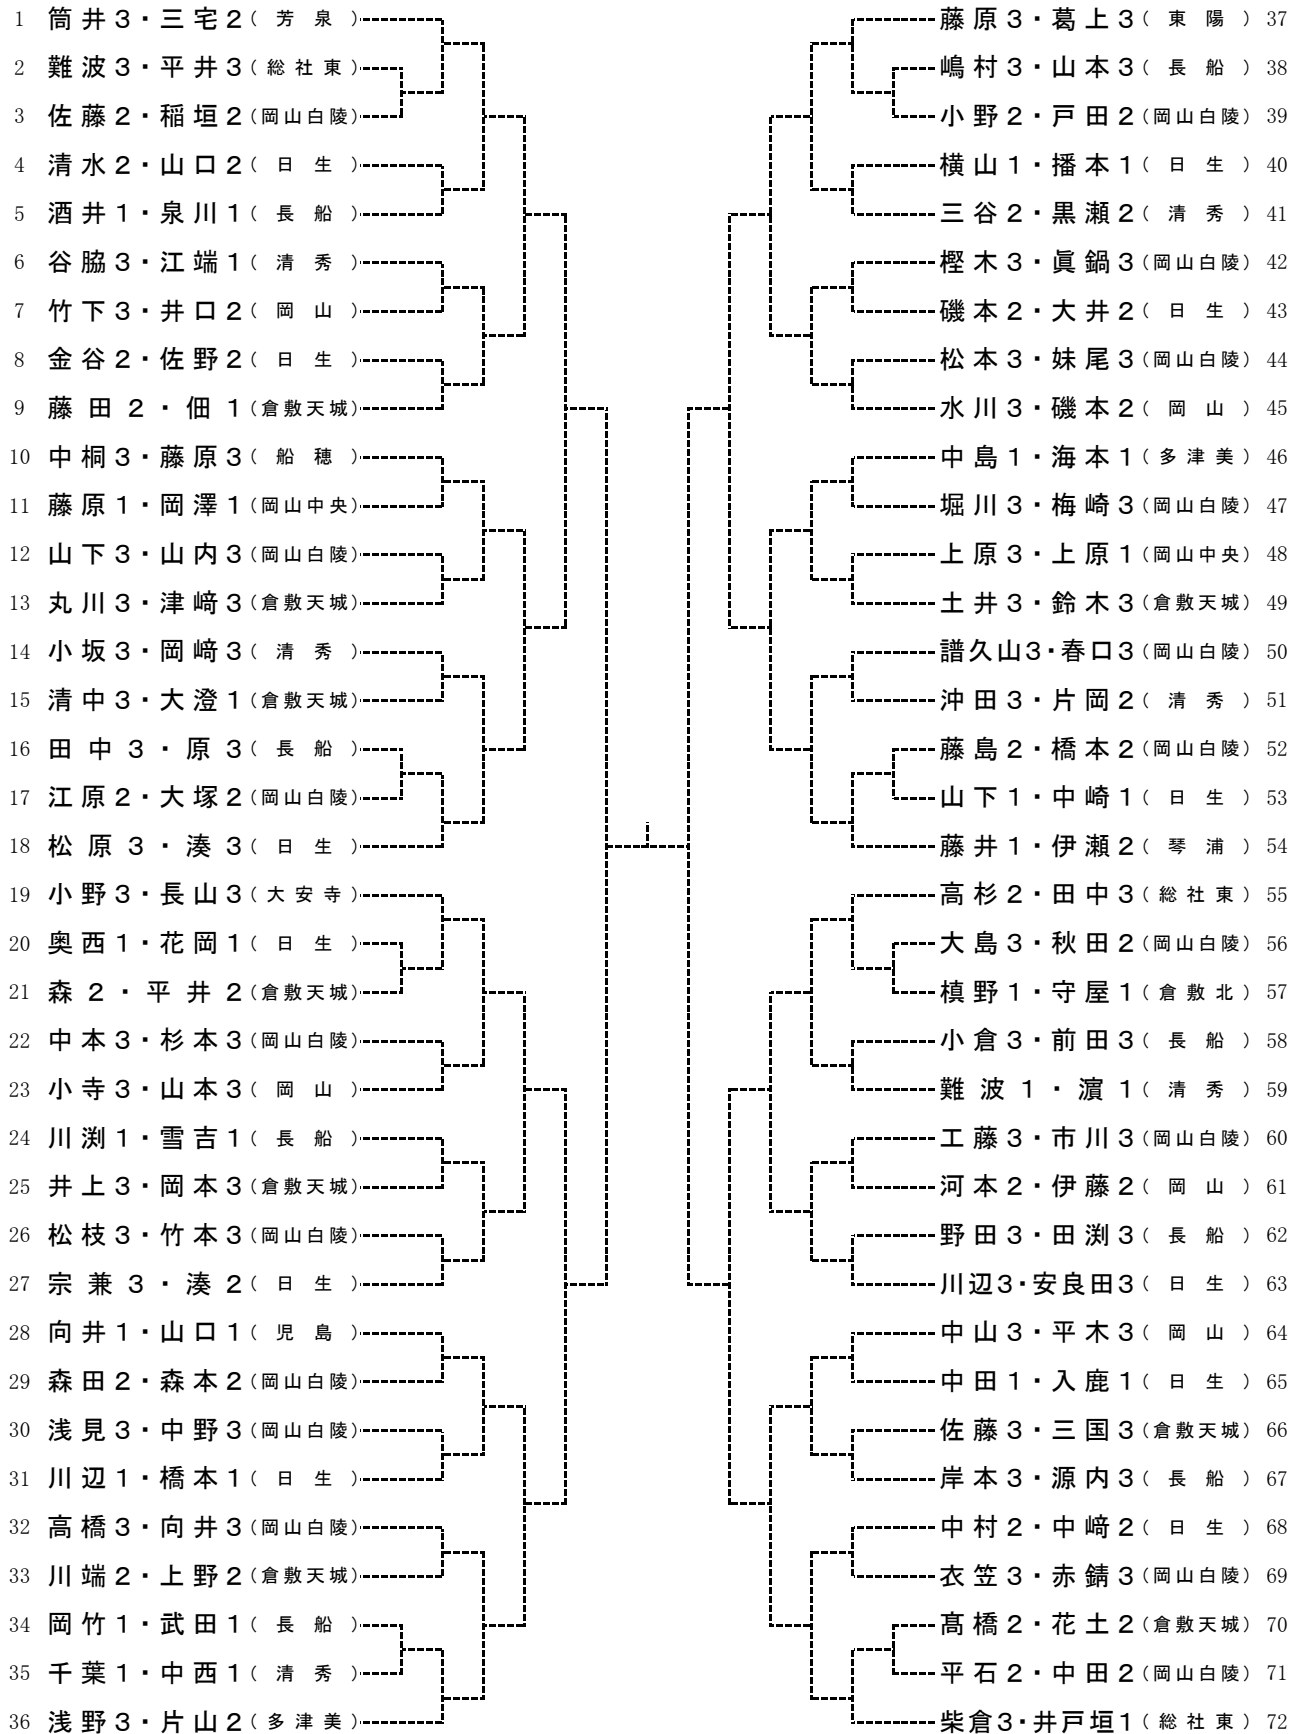 1 筒井3・三宅2(芳泉)
2 難波3・平井3(総社東)
3 佐藤2・稲垣2(岡山白陵)
4 清水2・山口2(日生)
5 酒井1・泉川1(長船)
6 谷脇3・江端1(清秀)
7 竹下3・井口2(岡山)
8 金谷2・佐野2(日生)
9 藤田2・佃1(倉敷天城)
10 中桐3・藤原3(船穂)
11 藤原1・岡澤1(岡山中央)
12 山下3・山内3(岡山白陵)
13 丸川3・津﨑3(倉敷天城)
14 小坂3・岡﨑3(清秀)
15 清中3・大澄1(倉敷天城)
16 田中3・原3(長船)
17 江原2・大塚2(岡山白陵)
18 松原3・湊3(日生)
19 小野3・長山3(大安寺)
20 奥西1・花岡1(日生)
21 森2・平井2(倉敷天城)
22 中本3・杉本3(岡山白陵)
23 小寺3・山本3(岡山)
24 川渕1・雪吉1(長船)
25 井上3・岡本3(倉敷天城)
26 松枝3・竹本3(岡山白陵)
27 宗兼3・湊2(日生)
28 向井1・山口1(児島)
29 森田2・森本2(岡山白陵)
30 浅見3・中野3(岡山白陵)
31 川辺1・橋本1(日生)
32 高橋3・向井3(岡山白陵)
33 川端2・上野2(倉敷天城)
34 岡竹1・武田1(長船)
35 千葉1・中西1(清秀)
36 浅野3・片山2(多津美)
藤原3・葛上3(東陽) 37
嶋村3・山本3(長船) 38
小野2・戸田2(岡山白陵) 39
横山1・播本1(日生) 40
三谷2・黒瀬2(清秀) 41
樫木3・眞鍋3(岡山白陵) 42
磯本2・大井2(日生) 43
松本3・妹尾3(岡山白陵) 44
水川3・磯本2(岡山) 45
中島1・海本1(多津美) 46
堀川3・梅崎3(岡山白陵) 47
上原3・上原1(岡山中央) 48
土井3・鈴木3(倉敷天城) 49
譜久山3・春口3(岡山白陵) 50
沖田3・片岡2(清秀) 51
藤島2・橋本2(岡山白陵) 52
山下1・中崎1(日生) 53
藤井1・伊瀬2(琴浦) 54
高杉2・田中3(総社東) 55
大島3・秋田2(岡山白陵) 56
槙野1・守屋1(倉敷北) 57
小倉3・前田3(長船) 58
難波1・濵1(清秀) 59
工藤3・市川3(岡山白陵) 60
河本2・伊藤2(岡山) 61
野田3・田渕3(長船) 62
川辺3・安良田3(日生) 63
中山3・平木3(岡山) 64
中田1・入鹿1(日生) 65
佐藤3・三国3(倉敷天城) 66
岸本3・源内3(長船) 67
中村2・中﨑2(日生) 68
衣笠3・赤錆3(岡山白陵) 69
髙橋2・花土2(倉敷天城) 70
平石2・中田2(岡山白陵) 71
柴倉3・井戸垣1(総社東) 72